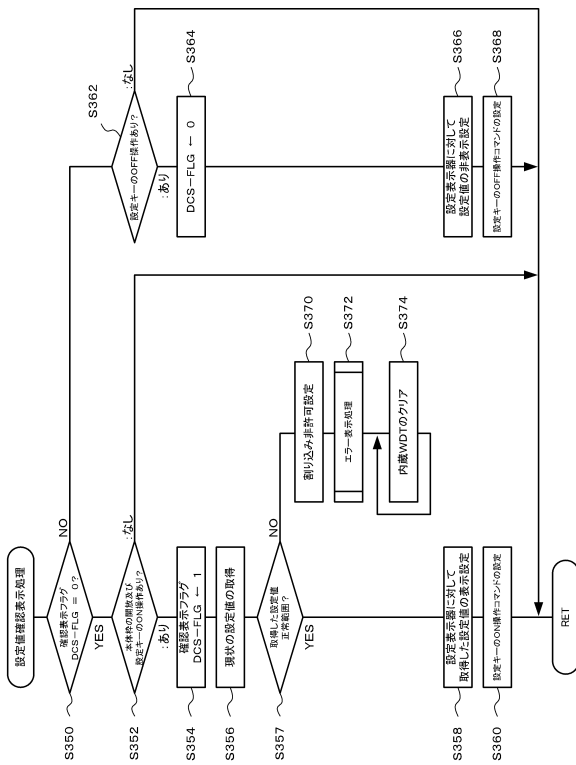 設定値確認表示処理
S350
確認表示フラグ
DCS-FLG = 0?
NO
YES
S352
本体枠の開放及び
設定キーのON操作あり?
:なし
:あり
S354
確認表示フラグ
DCS-FLG ← 1
S356
現状の設定値の取得
S357
取得した設定値
正常範囲?
NO
YES
S358
設定表示器に対して
取得した設定値の表示設定
S360
設定キーのON操作コマンドの設定
RET
S370
割り込み非許可設定
S372
エラー表示処理
S374
内蔵WDTのクリア
S362
設定キーのOFF操作あり?
:なし
:あり
S364
DCS-FLG ← 0
S366
設定表示器に対して
設定値の非表示設定
S368
設定キーのOFF操作コマンドの設定